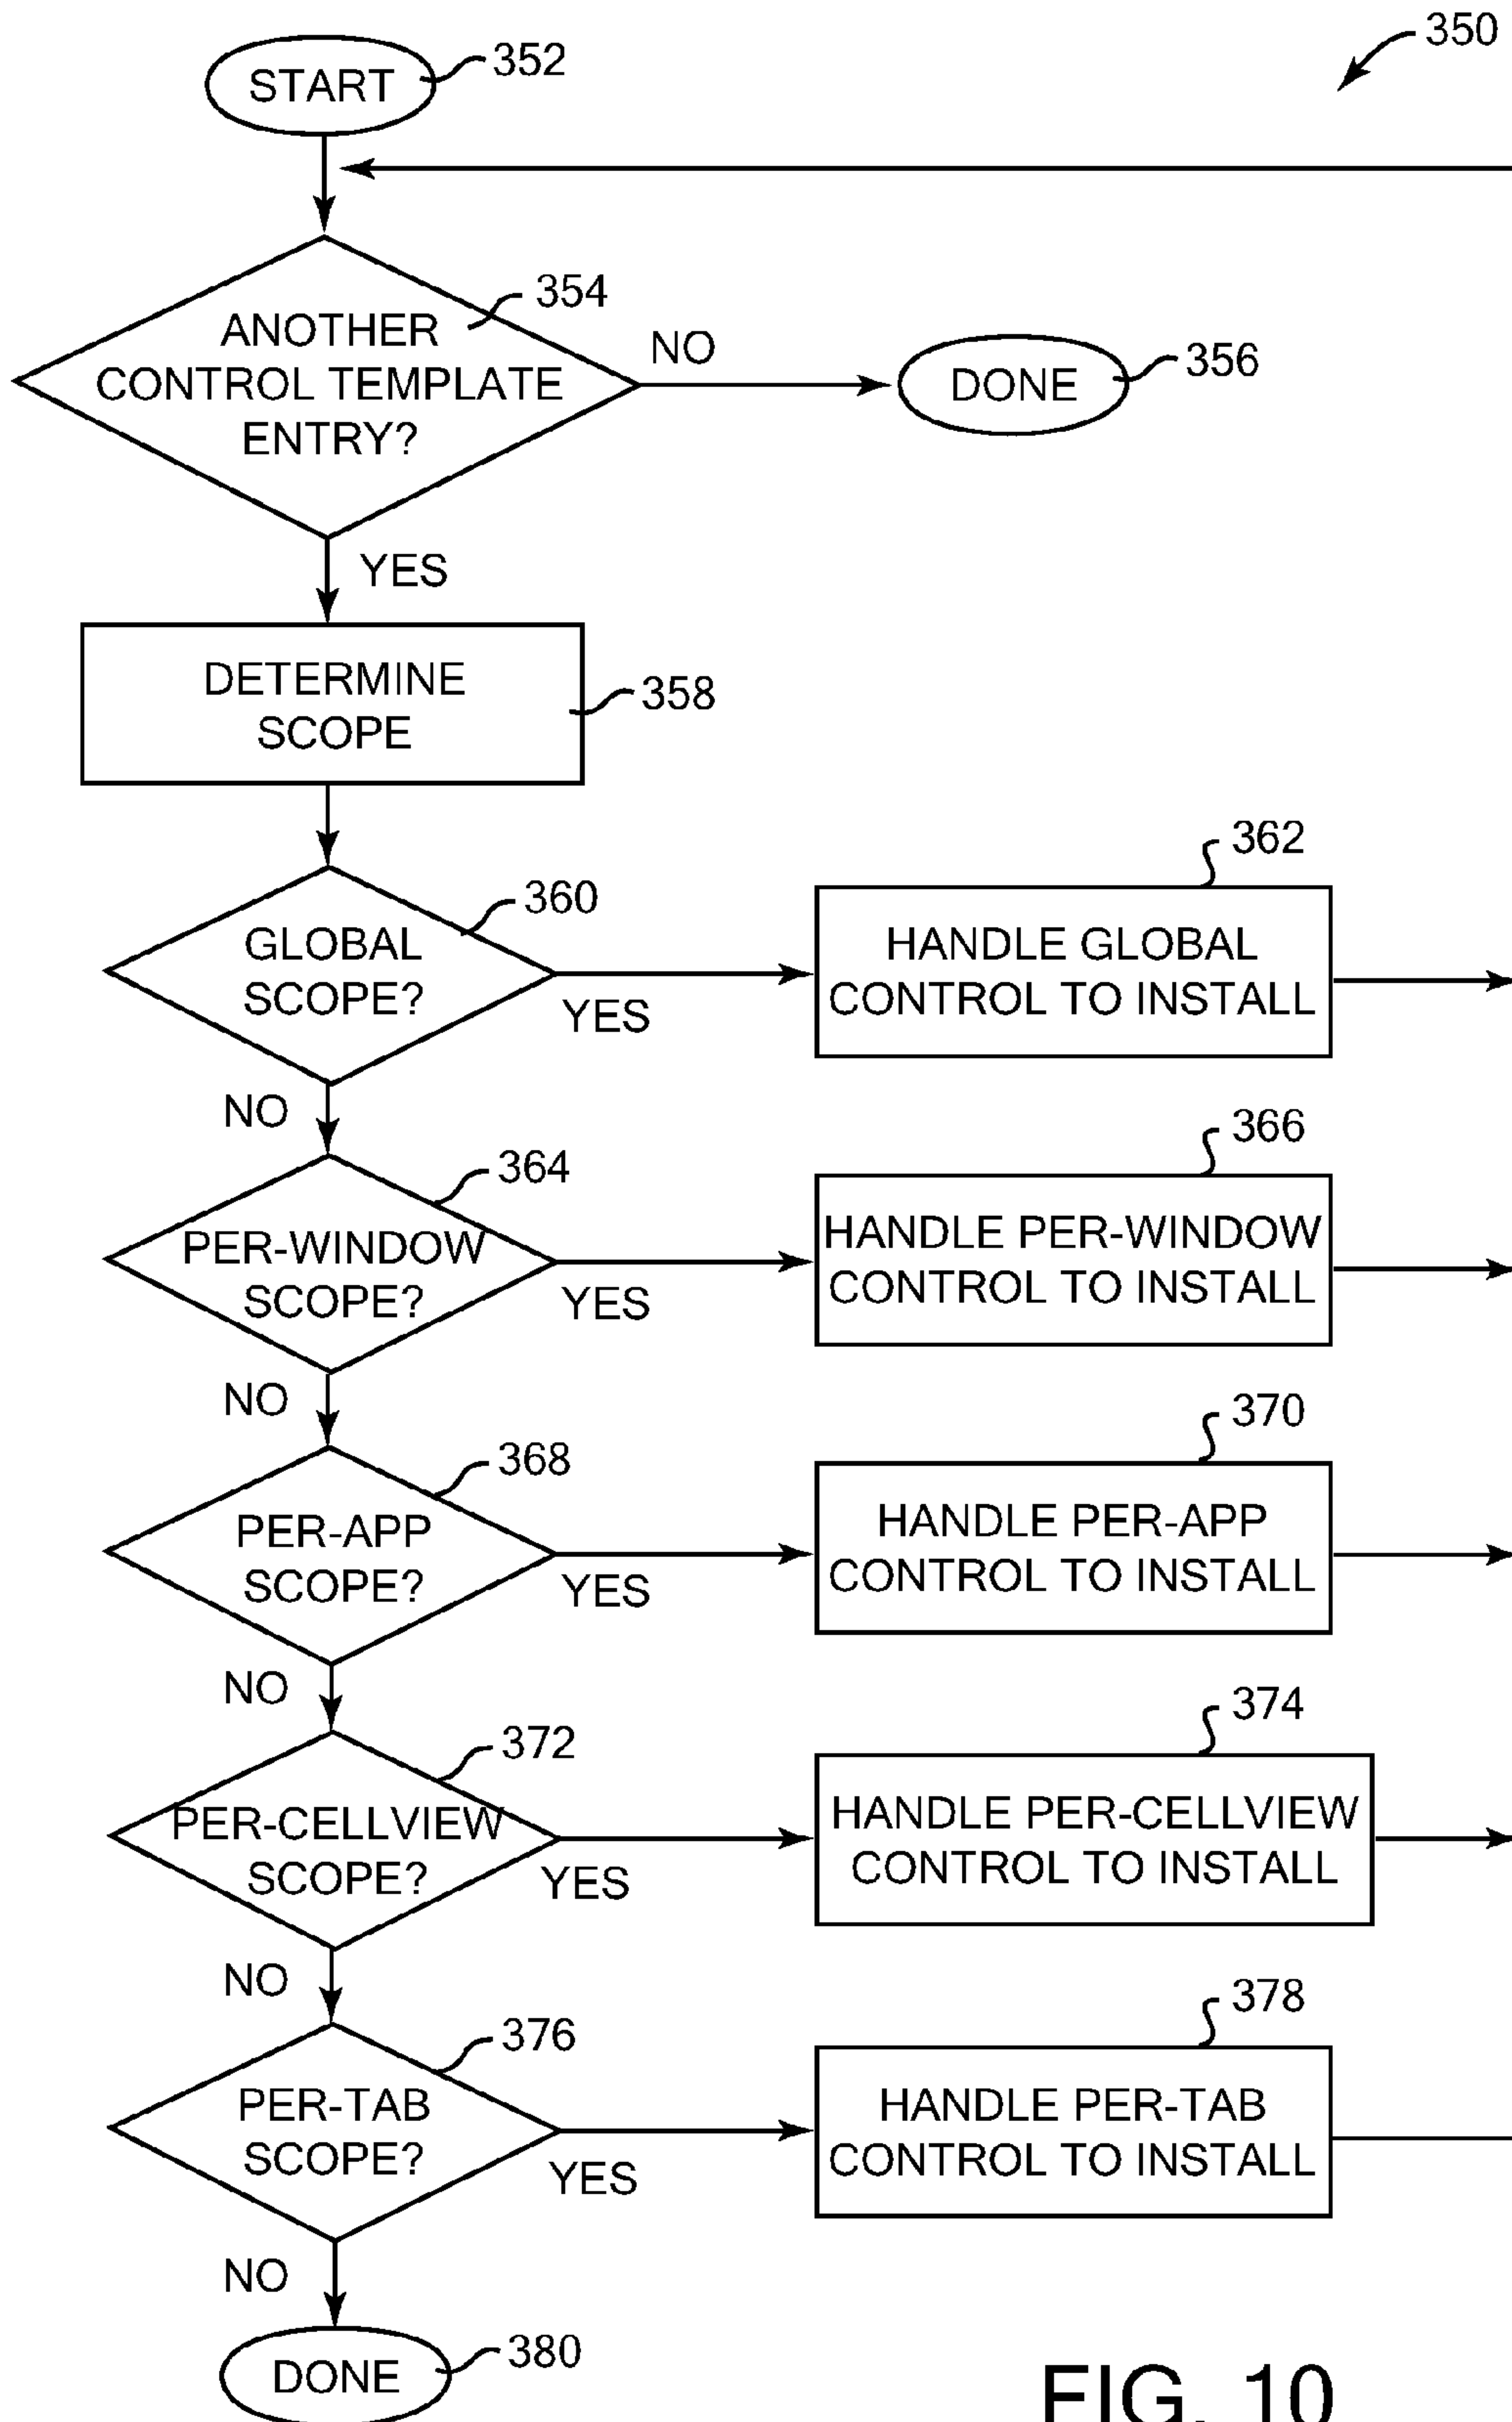 350
START
352
ANOTHER
CONTROL TEMPLATE
ENTRY?
354
NO
DONE
356
YES
DETERMINE
SCOPE
358
GLOBAL
SCOPE?
360
YES
HANDLE GLOBAL
CONTROL TO INSTALL
362
NO
PER-WINDOW
SCOPE?
364
YES
HANDLE PER-WINDOW
CONTROL TO INSTALL
366
NO
PER-APP
SCOPE?
368
YES
HANDLE PER-APP
CONTROL TO INSTALL
370
NO
PER-CELLVIEW
SCOPE?
372
YES
HANDLE PER-CELLVIEW
CONTROL TO INSTALL
374
NO
PER-TAB
SCOPE?
376
YES
HANDLE PER-TAB
CONTROL TO INSTALL
378
NO
DONE
380
FIG. 10